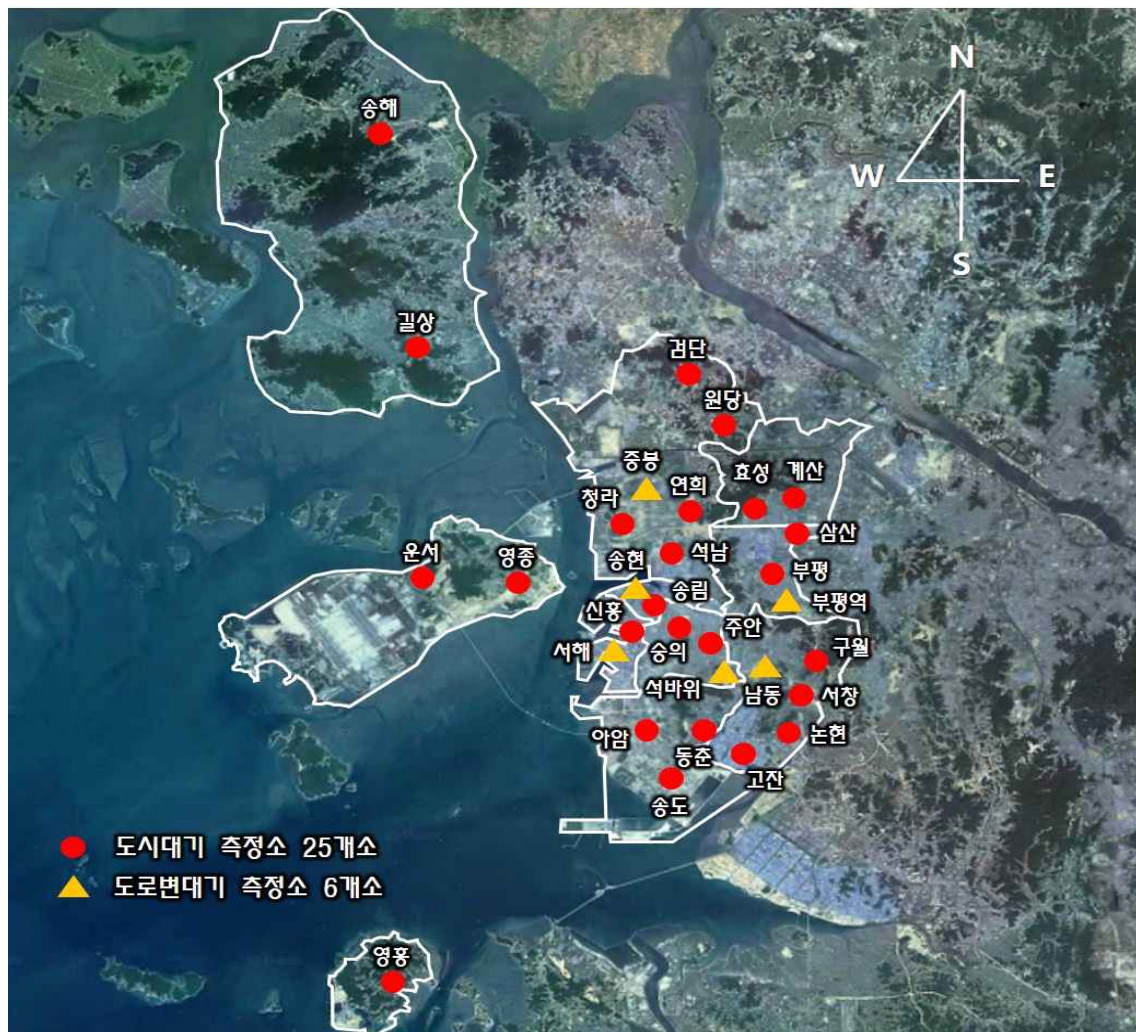 N
송해
W
E
S
길상
검단
원당
중봉
연희
효성
계산
청라
삼산
송현
석남
운서
영종
부평
송림
부평역
신흥
주안
구월
서해
숭의
석바위
남동
서창
아암
동춘
논현
고잔
송도
도시대기 측정소 25개소
도로변대기 측정소 6개소
영흥